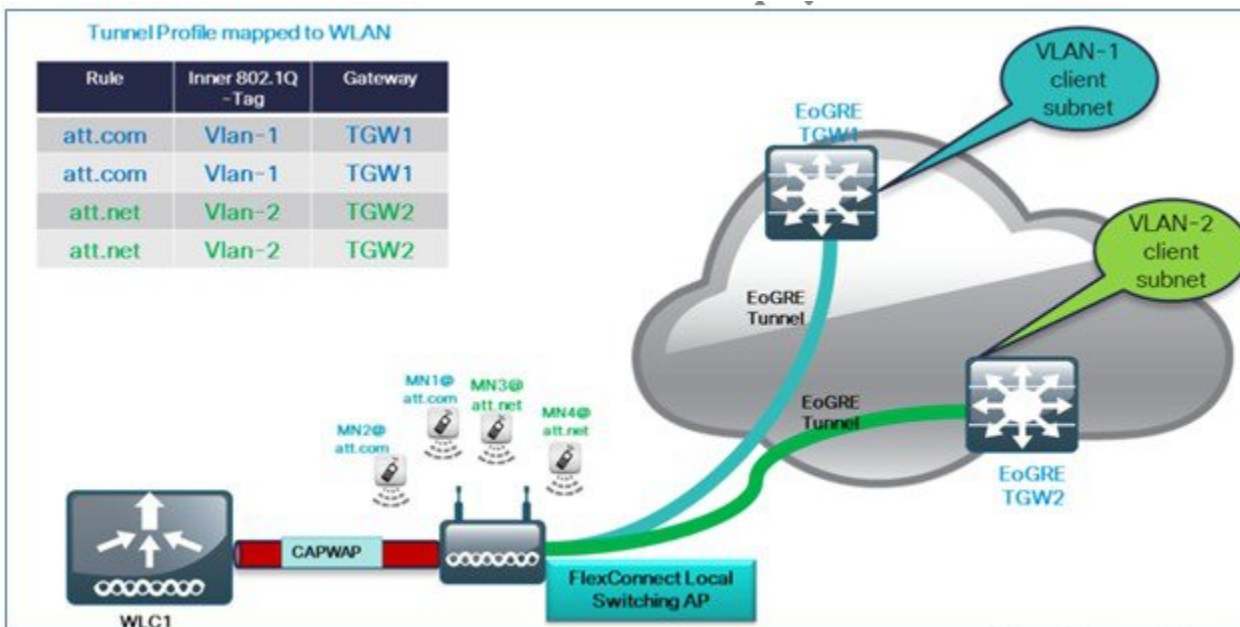 Tunnel Profile mapped to WLAN
Rule
Inner 802.1Q
-Tag
Gateway
att.com
Vlan-1
TGW1
att.com
Vlan-1
TGW1
att.net
Vlan-2
TGW2
att.net
Vlan-2
TGW2
VLAN-1
client
subnet
EoGRE
TGW1
VLAN-2
client
subnet
EoGRE
Tunnel
MN1@
att.com
MN3@
att.net
MN2@
att.com
MN4@
att.net
EoGRE
Tunnel
EoGRE
TGW2
CAPWAP
FlexConnect Local
Switching AP
WLC1